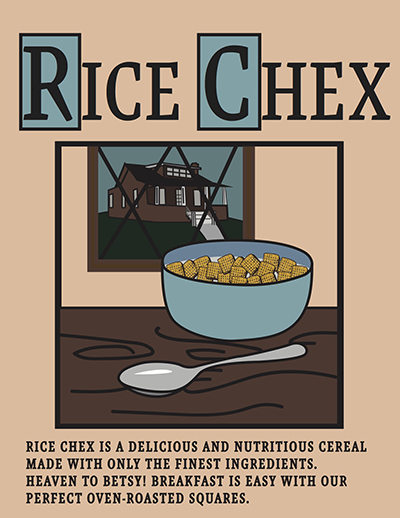 RICE CHEX
RICE CHEX IS A DELICIOUS AND NUTRITIOUS CEREAL
MADE WITH ONLY THE FINEST INGREDIENTS.
HEAVEN TO BETSY! BREAKFAST IS EASY WITH OUR
PERFECT OVEN-ROASTED SQUARES.